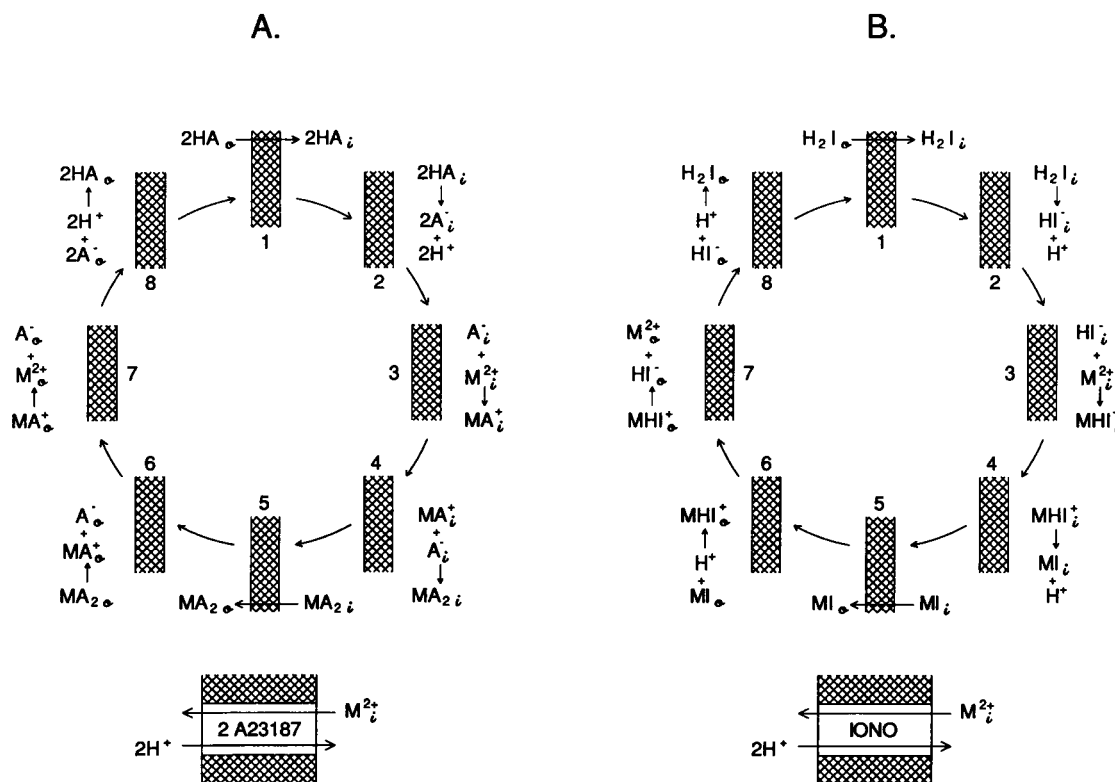 A.
2HAₒ → 2HAᵢ
1
2HAᵢ
↓
2A⁻ᵢ
+
2H⁺
2
A⁻ᵢ
+
M²⁺ᵢ
↓
MA⁺ᵢ
3
4
MA⁺ᵢ
+
A⁻ᵢ
↓
MA₂ᵢ
5
MA₂ₒ ← MA₂ᵢ
6
A⁻ₒ
+
MA⁺ₒ
↑
MA₂ₒ
7
A⁻ₒ
+
M²⁺ₒ
↑
MA⁺ₒ
2HAₒ
↑
2H⁺
+
2A⁻ₒ
8
M²⁺ᵢ
2 A23187
2H⁺
B.
H₂Iₒ → H₂Iᵢ
1
H₂Iᵢ
↓
HI⁻ᵢ
+
H⁺
2
HI⁻ᵢ
+
M²⁺ᵢ
↓
MHI
3
4
MHI⁺ᵢ
↓
MIᵢ
+
H⁺
5
MIₒ ← MIᵢ
6
MHI⁺ₒ
↑
H⁺
+
MIₒ
7
M²⁺ₒ
+
HI⁻ₒ
↑
MHI⁺ₒ
H₂Iₒ
↑
H⁺
+
HI⁻ₒ
8
M²⁺ᵢ
IONO
2H⁺